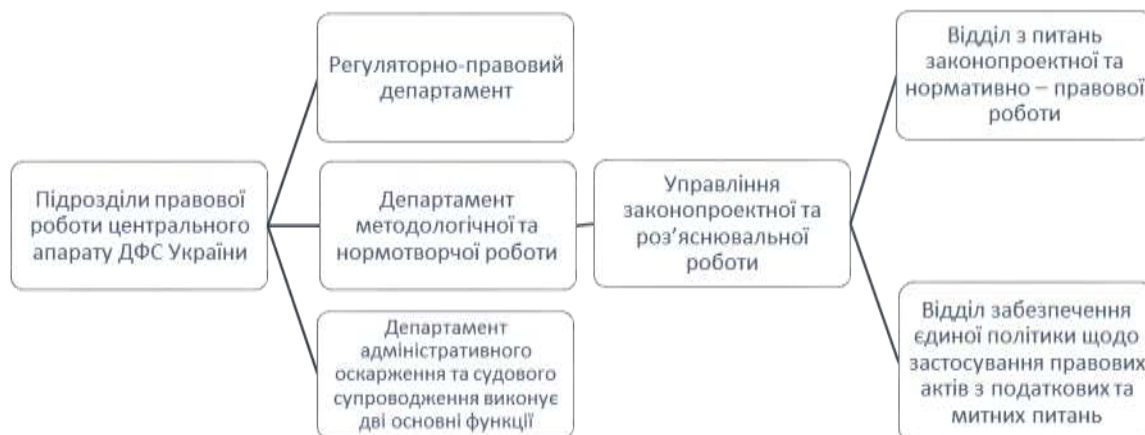 Підрозділи правової
роботи центрального
апарату ДФС України
Регуляторно-правовий
департамент
Департамент
методологічної та
нормотворчої роботи
Департамент
адміністративного
оскарження та судового
супроводження виконує
дві основні функції
Управління
законопроектної та
роз’яснювальної
роботи
Відділ з питань
законопроектної та
нормативно – правової
роботи
Відділ забезпечення
єдиної політики щодо
застосування правових
актів з податкових та
митних питань